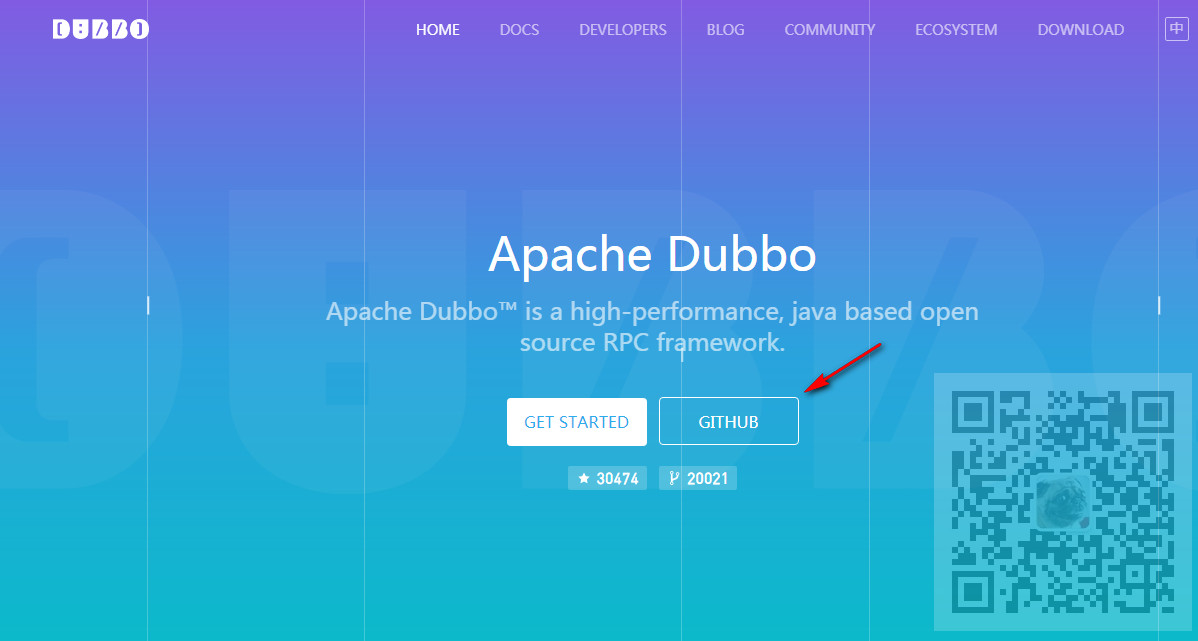 DUBBO
HOME DOCS DEVELOPERS BLOG COMMUNITY ECOSYSTEM DOWNLOAD 中
DUBBO
Apache Dubbo
Apache Dubbo™ is a high-performance, java based open
source RPC framework.
GET STARTED GITHUB
30474 20021